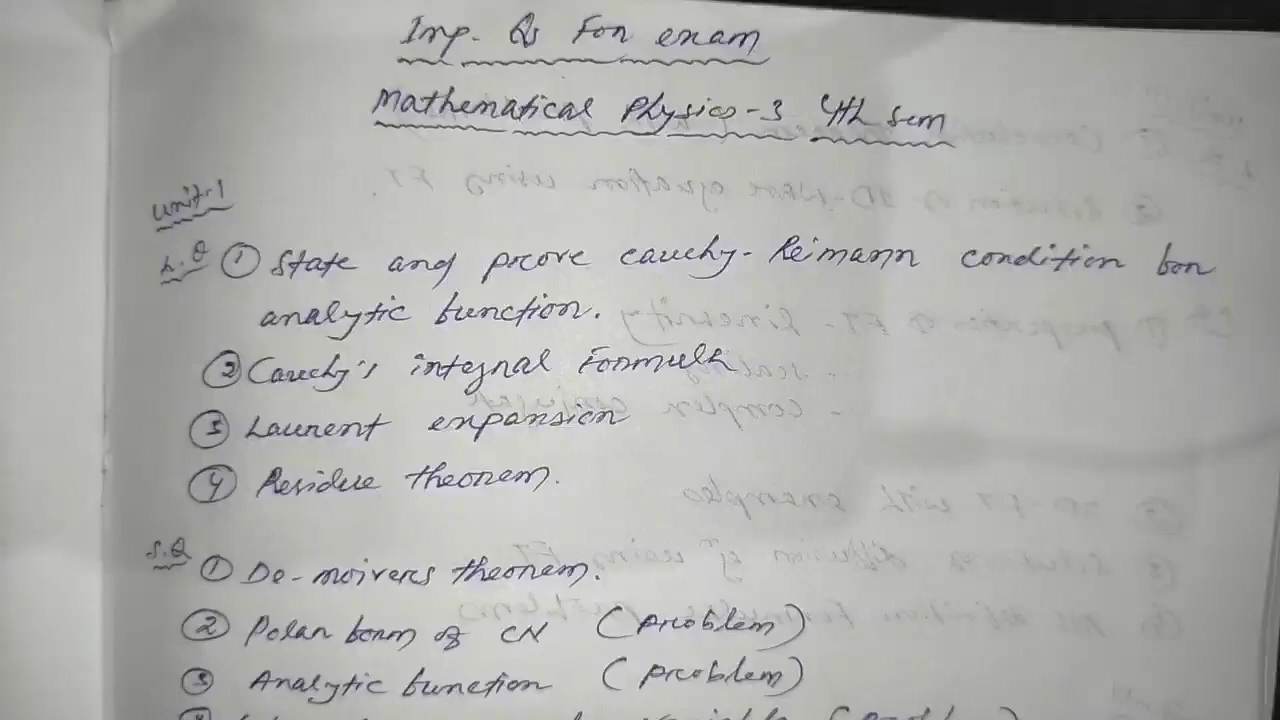 Imp. Qs For exam
Mathematical Physics-3 4th sem
Unit-1
L.Q ① State and prove cauchy-Reimann condition for
analytic function.
② Cauchy's integral Formula
③ Laurent expansion
④ Residue theorem.
S.Q ① De-moivers theorem.
② Polar form of CN (problem)
③ Analytic function (problem)